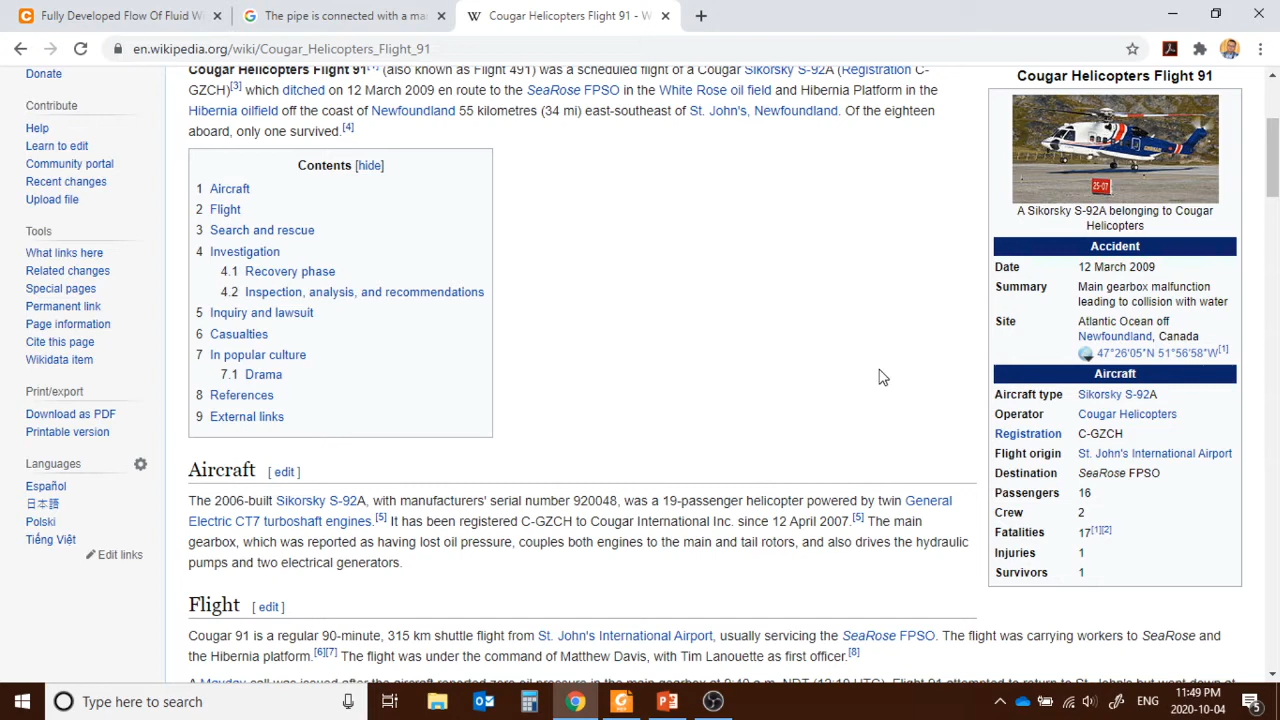 Fully Developed Flow Of Fluid W
The pipe is connected with a ma
Cougar Helicopters Flight 91 - W
en.wikipedia.org/wiki/Cougar_Helicopters_Flight_91
Donate
Contribute
Help
Learn to edit
Community portal
Recent changes
Upload file
Tools
What links here
Related changes
Special pages
Permanent link
Page information
Cite this page
Wikidata item
Print/export
Download as PDF
Printable version
Languages
Español
日本語
Polski
Tiếng Việt
Edit links
Cougar Helicopters Flight 91 (also known as Flight 491) was a scheduled flight of a Cougar Sikorsky S-92A (Registration C-
GZCH)[3] which ditched on 12 March 2009 en route to the SeaRose FPSO in the White Rose oil field and Hibernia Platform in the
Hibernia oilfield off the coast of Newfoundland 55 kilometres (34 mi) east-southeast of St. John's, Newfoundland. Of the eighteen
aboard, only one survived.[4]
Contents [hide]
1 Aircraft
2 Flight
3 Search and rescue
4 Investigation
4.1 Recovery phase
4.2 Inspection, analysis, and recommendations
5 Inquiry and lawsuit
6 Casualties
7 In popular culture
7.1 Drama
8 References
9 External links
Aircraft [ edit ]
The 2006-built Sikorsky S-92A, with manufacturers' serial number 920048, was a 19-passenger helicopter powered by twin General
Electric CT7 turboshaft engines.[5] It has been registered C-GZCH to Cougar International Inc. since 12 April 2007.[5] The main
gearbox, which was reported as having lost oil pressure, couples both engines to the main and tail rotors, and also drives the hydraulic
pumps and two electrical generators.
Flight [ edit ]
Cougar 91 is a regular 90-minute, 315 km shuttle flight from St. John's International Airport, usually servicing the SeaRose FPSO. The flight was carrying workers to SeaRose and
the Hibernia platform.[6][7] The flight was under the command of Matthew Davis, with Tim Lanouette as first officer.[8]
Cougar Helicopters Flight 91
25-07
A Sikorsky S-92A belonging to Cougar
Helicopters
Accident
Date 12 March 2009
Summary Main gearbox malfunction
leading to collision with water
Site Atlantic Ocean off
Newfoundland, Canada
47°26′05″N 51°56′58″W[1]
Aircraft
Aircraft type Sikorsky S-92A
Operator Cougar Helicopters
Registration C-GZCH
Flight origin St. John's International Airport
Destination SeaRose FPSO
Passengers 16
Crew 2
Fatalities 17[1][2]
Injuries 1
Survivors 1
Type here to search
ENG
11:49 PM
2020-10-04
5